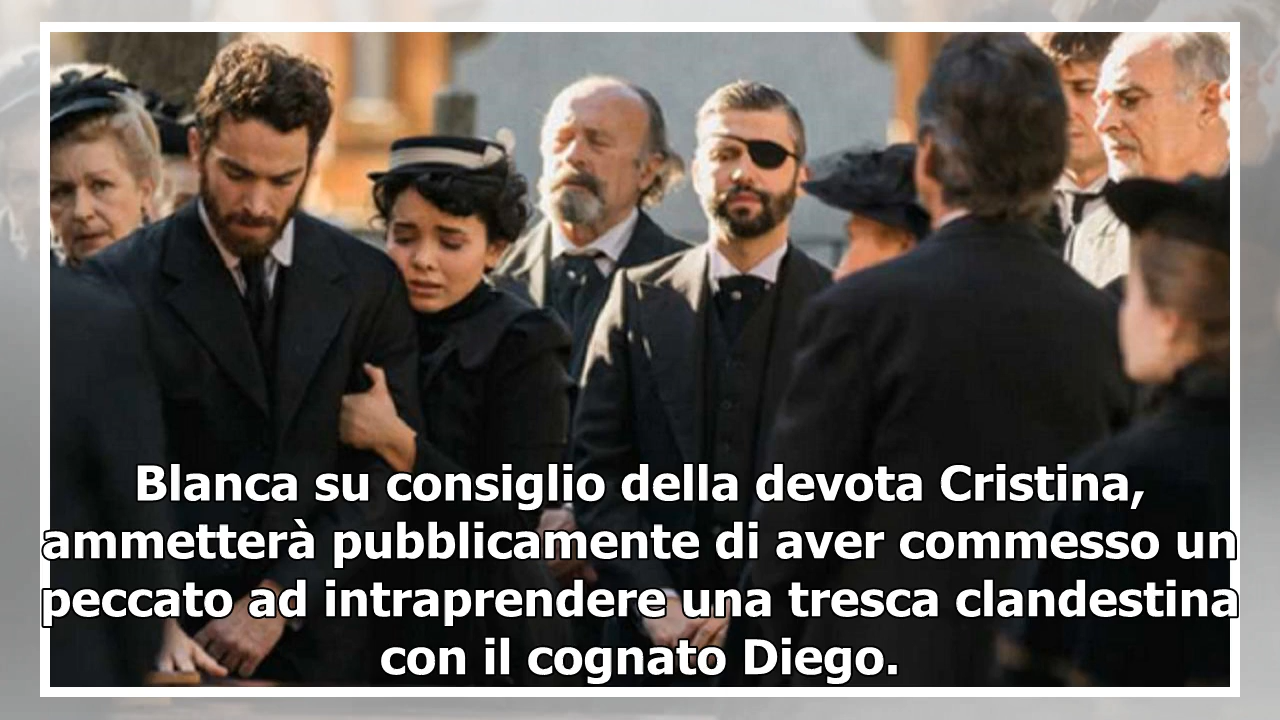 Blanca su consiglio della devota Cristina,
ammetterà pubblicamente di aver commesso un
peccato ad intraprendere una tresca clandestina
con il cognato Diego.